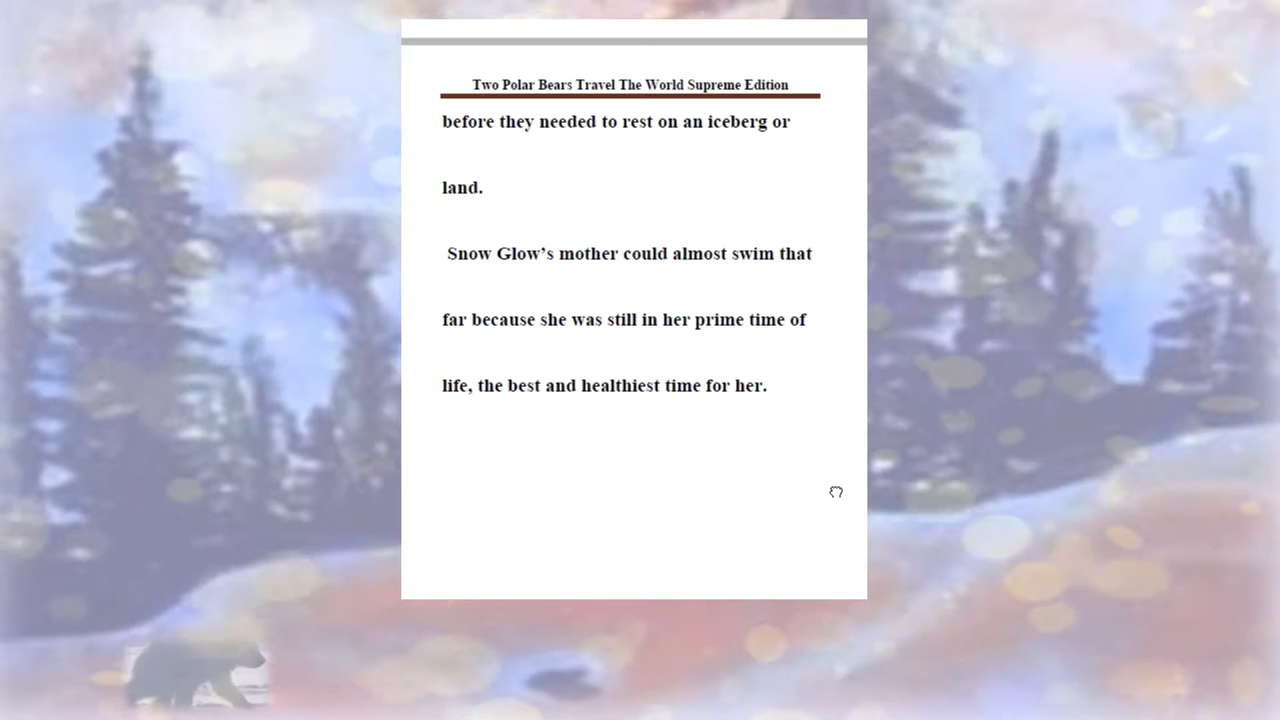 Two Polar Bears Travel The World Supreme Edition
before they needed to rest on an iceberg or
land.
Snow Glow’s mother could almost swim that
far because she was still in her prime time of
life, the best and healthiest time for her.